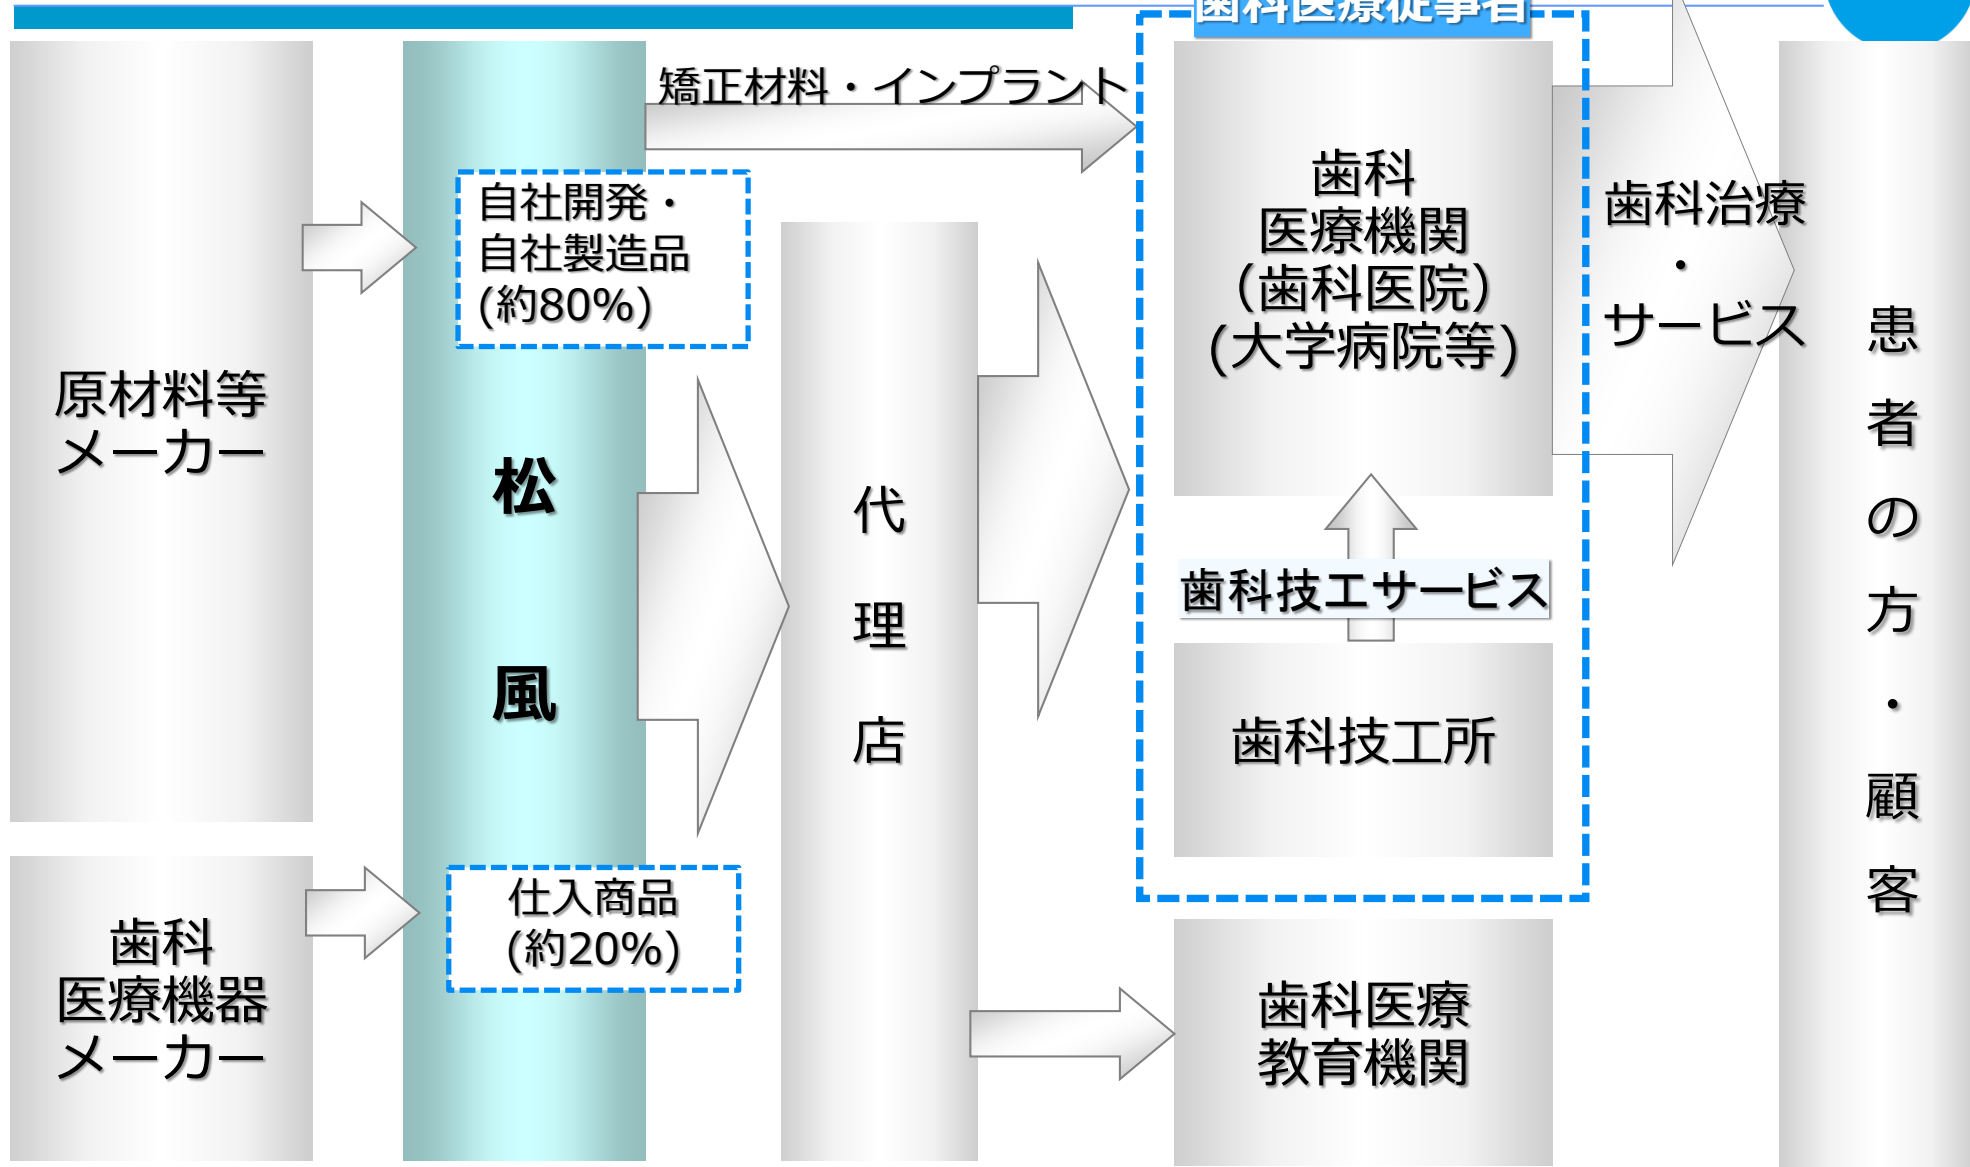 歯科医療従事者
矯正材料・インプラント
自社開発・
自社製造品
(約80%)
原材料等
メーカー
松
風
仕入商品
(約20%)
歯科
医療機器
メーカー
代
理
店
歯科
医療機関
（歯科医院）
(大学病院等)
歯科技工サービス
歯科技工所
歯科医療
教育機関
歯科治療
・
サービス
患
者
の
方
・
顧
客